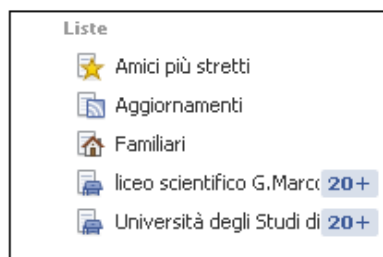 Liste
Amici più stretti
Aggiornamenti
Familiari
liceo scientifico G.Marc 20+
Università degli Studi di 20+